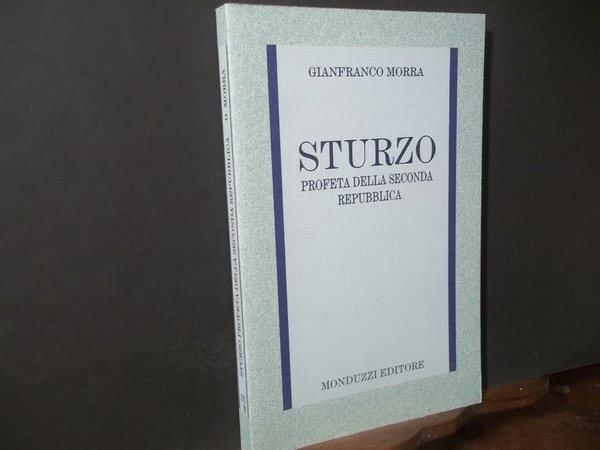 GIANFRANCO MORRA
STURZO
PROFETA DELLA SECONDA
REPUBBLICA
MONDUZZI EDITORE
STURZO PROFETA DELLA SECONDA REPUBBLICA G. MORRA